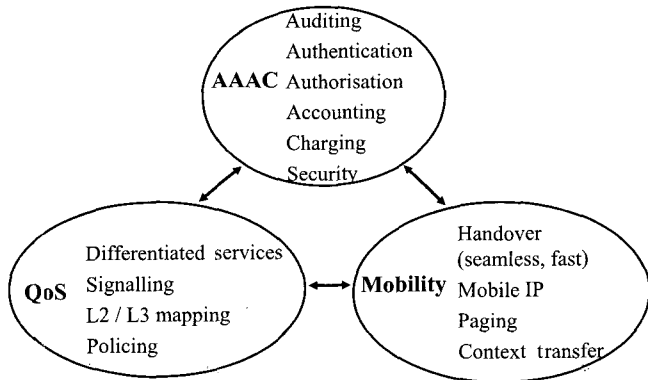 Auditing
Authentication
AAAC Authorisation
Accounting
Charging
Security
Differentiated services
QoS Signalling
L2 / L3 mapping
Policing
Handover
(seamless, fast)
Mobility Mobile IP
Paging
Context transfer